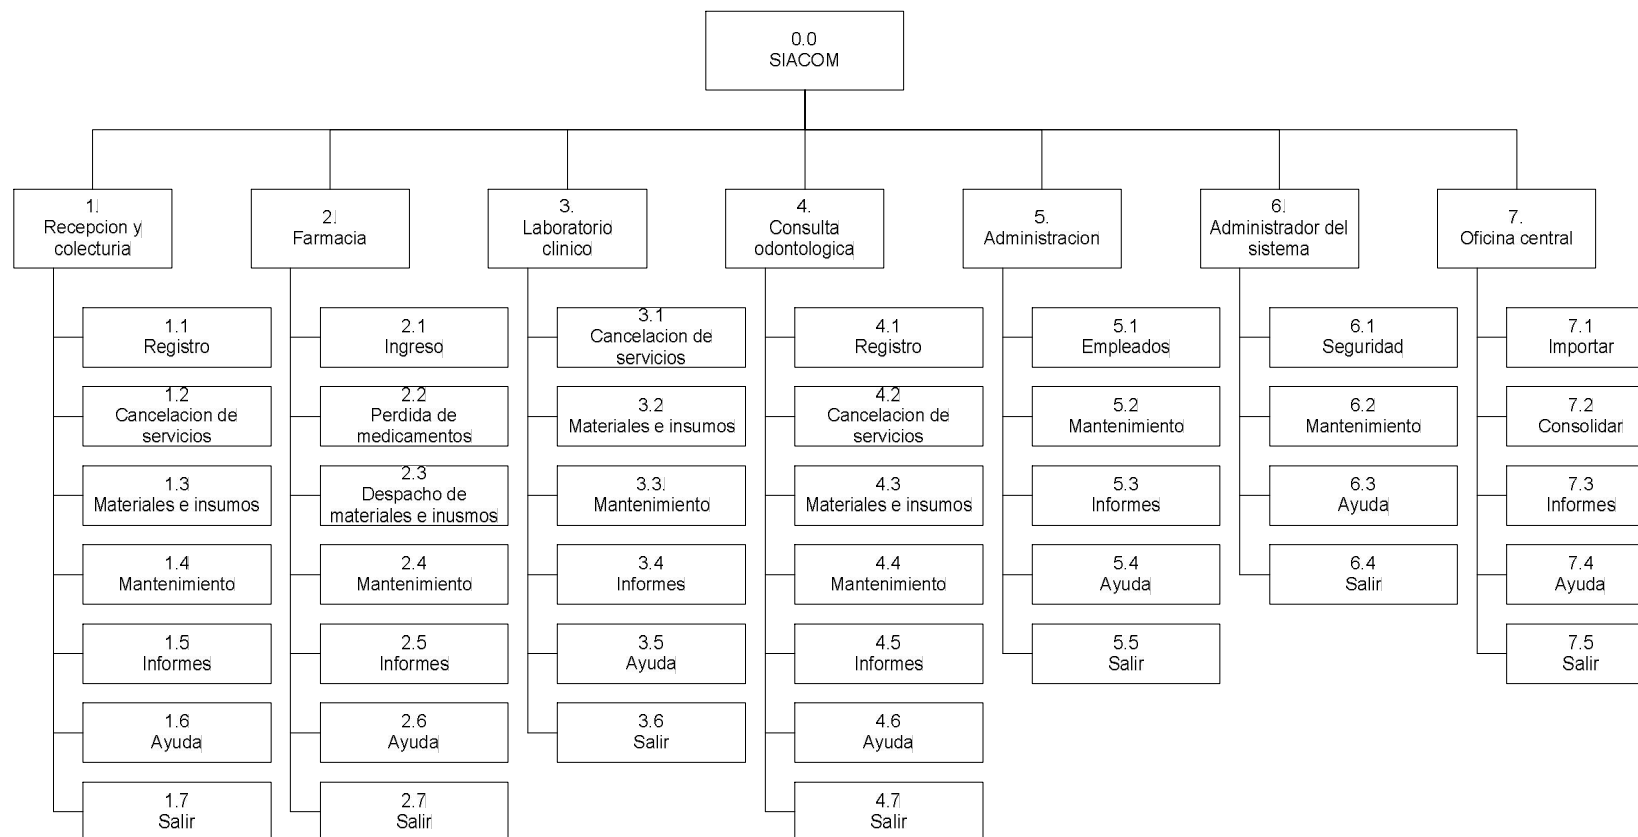 0.0
SIACOM
1.
Recepcion y
colecturia
2.
Farmacia
3.
Laboratorio
clinico
4.
Consulta
odontologica
5.
Administracion
6.
Administrador del
sistema
7.
Oficina central
1.1
Registro
1.2
Cancelacion de
servicios
1.3
Materiales e insumos
1.4
Mantenimiento
1.5
Informes
1.6
Ayuda
1.7
Salir
2.1
Ingreso
2.2
Perdida de
medicamentos
2.3
Despacho de
materiales e inusmos
2.4
Mantenimiento
2.5
Informes
2.6
Ayuda
2.7
Salir
3.1
Cancelacion de
servicios
3.2
Materiales e insumos
3.3.
Mantenimiento
3.4
Informes
3.5
Ayuda
3.6
Salir
4.1
Registro
4.2
Cancelacion de
servicios
4.3
Materiales e insumos
4.4
Mantenimiento
4.5
Informes
4.6
Ayuda
4.7
Salir
5.1
Empleados
5.2
Mantenimiento
5.3
Informes
5.4
Ayuda
5.5
Salir
6.1
Seguridad
6.2
Mantenimiento
6.3
Ayuda
6.4
Salir
7.1
Importar
7.2
Consolidar
7.3
Informes
7.4
Ayuda
7.5
Salir